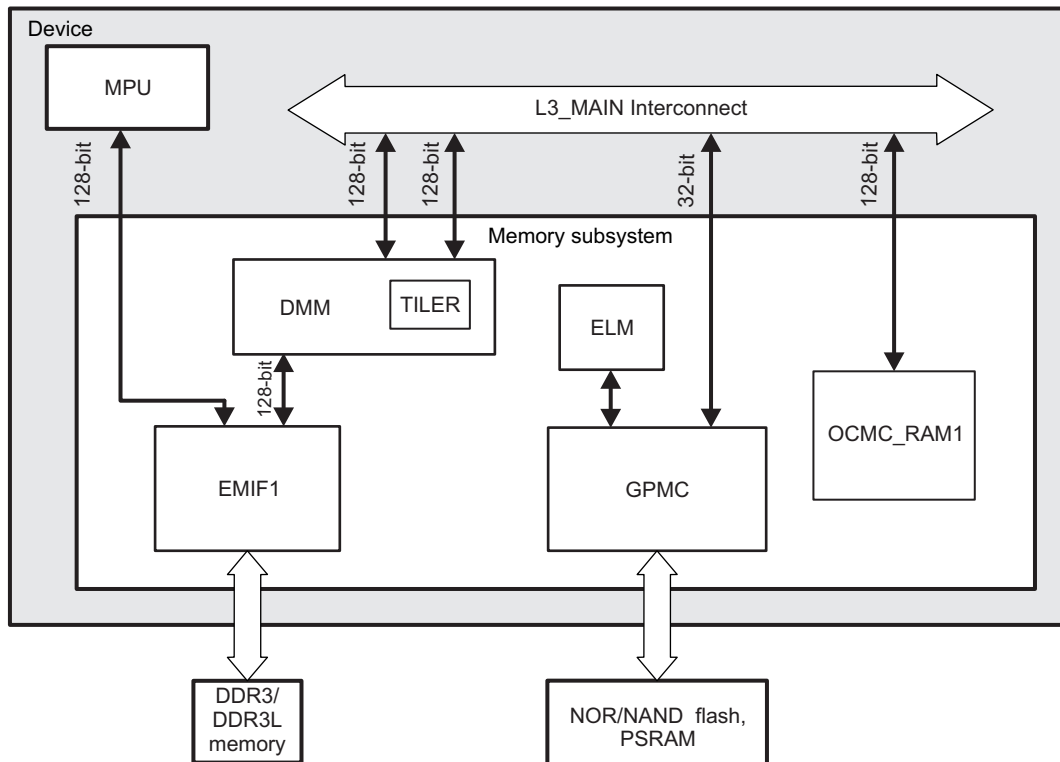 Device
MPU
L3_MAIN Interconnect
128-bit
128-bit
128-bit
32-bit
128-bit
Memory subsystem
DMM
TILER
ELM
128-bit
OCMC_RAM1
EMIF1
GPMC
DDR3/
DDR3L
memory
NOR/NAND flash,
PSRAM